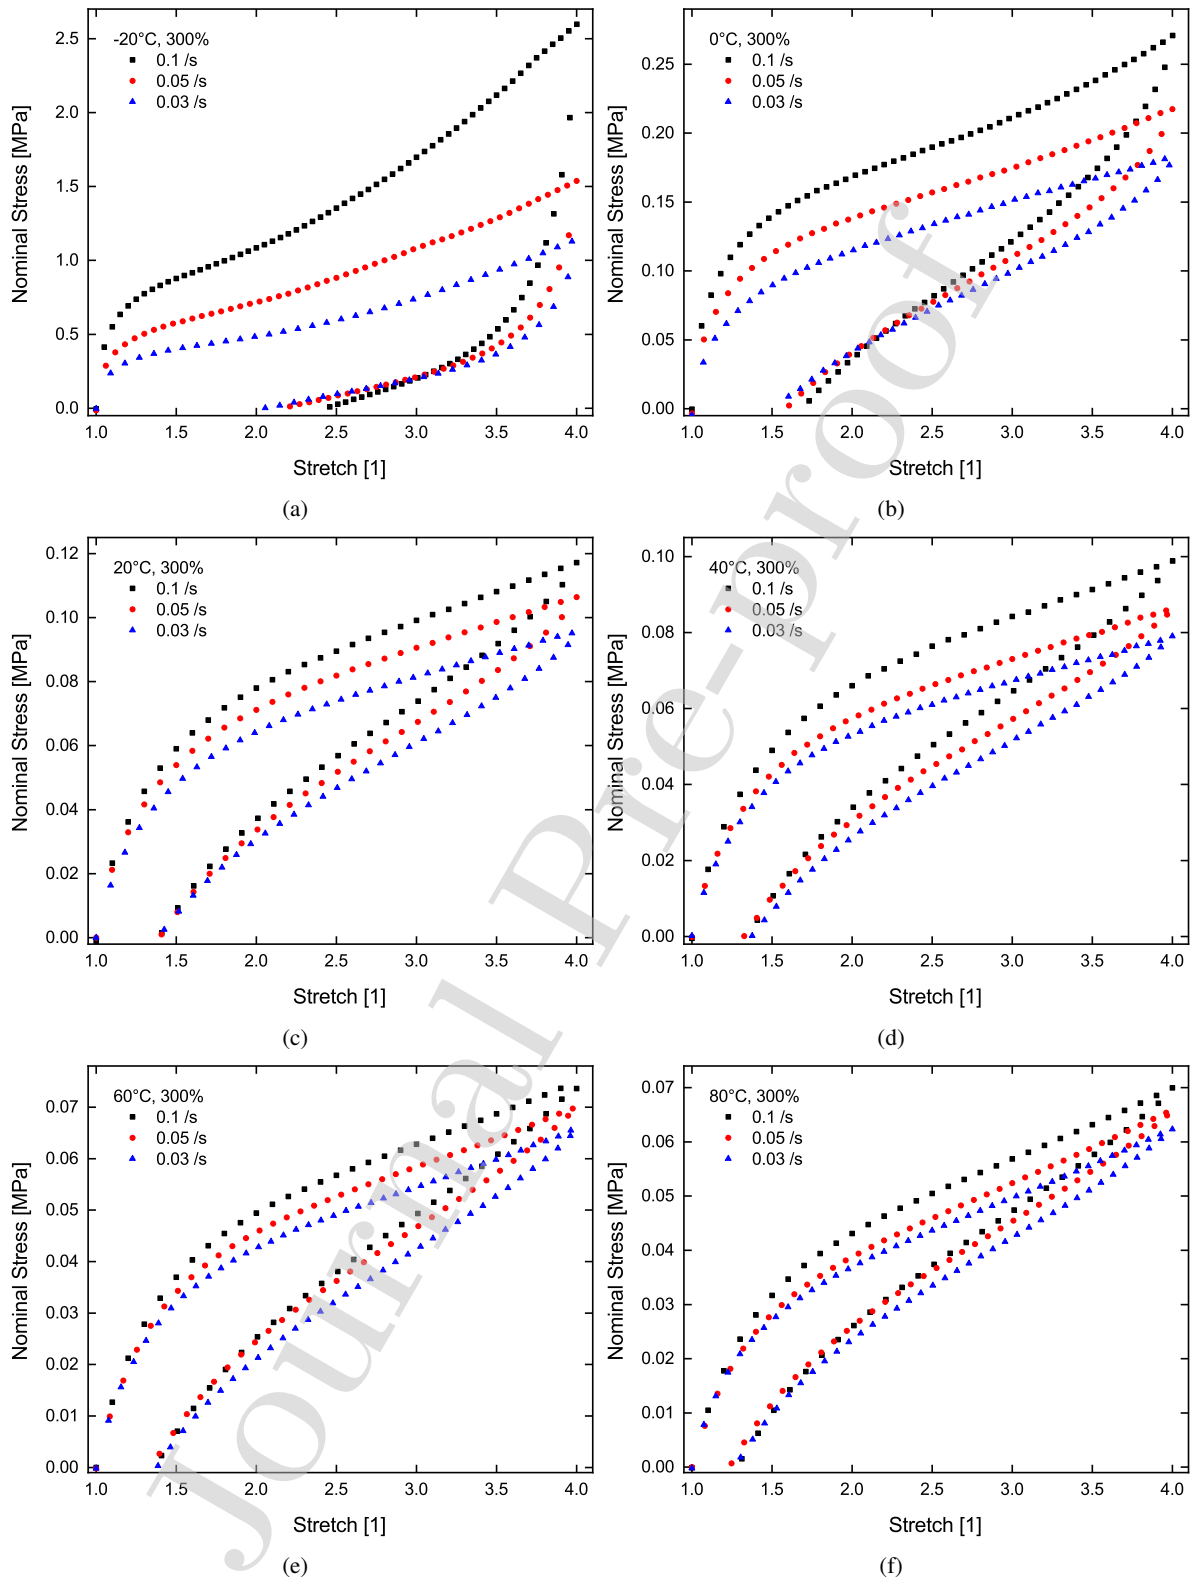 -20°C, 300%
0.1 /s
0.05 /s
0.03 /s
2.5
2.0
1.5
1.0
0.5
0.0
Nominal Stress [MPa]
1.0 1.5 2.0 2.5 3.0 3.5 4.0
Stretch [1]
(a)
0°C, 300%
0.1 /s
0.05 /s
0.03 /s
0.25
0.20
0.15
0.10
0.05
0.00
Nominal Stress [MPa]
1.0 1.5 2.0 2.5 3.0 3.5 4.0
Stretch [1]
(b)
20°C, 300%
0.1 /s
0.05 /s
0.03 /s
0.12
0.10
0.08
0.06
0.04
0.02
0.00
Nominal Stress [MPa]
1.0 1.5 2.0 2.5 3.0 3.5 4.0
Stretch [1]
(c)
40°C, 300%
0.1 /s
0.05 /s
0.03 /s
0.10
0.08
0.06
0.04
0.02
0.00
Nominal Stress [MPa]
1.0 1.5 2.0 2.5 3.0 3.5 4.0
Stretch [1]
(d)
60°C, 300%
0.1 /s
0.05 /s
0.03 /s
0.07
0.06
0.05
0.04
0.03
0.02
0.01
0.00
Nominal Stress [MPa]
1.0 1.5 2.0 2.5 3.0 3.5 4.0
Stretch [1]
(e)
80°C, 300%
0.1 /s
0.05 /s
0.03 /s
0.07
0.06
0.05
0.04
0.03
0.02
0.01
0.00
Nominal Stress [MPa]
1.0 1.5 2.0 2.5 3.0 3.5 4.0
Stretch [1]
(f)
Journal Pre-proof